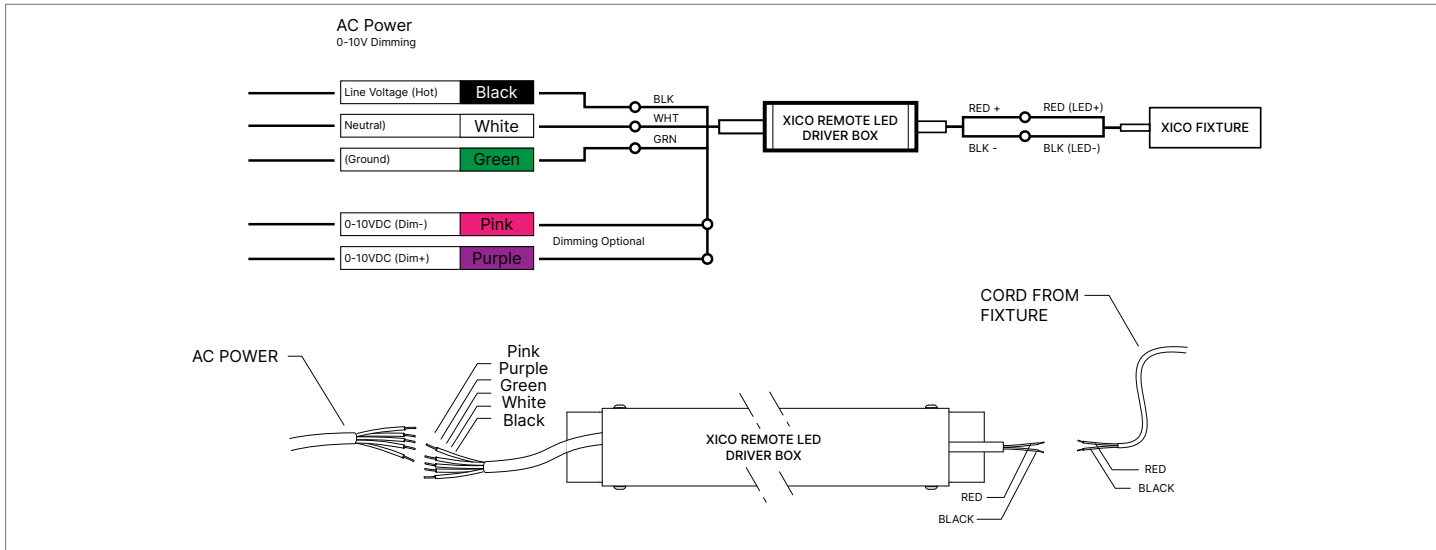 AC Power
0-10V Dimming
Line Voltage (Hot) Black
Neutral) White
(Ground) Green
0-10VDC (Dim-) Pink
0-10VDC (Dim+) Purple
Dimming Optional
BLK
WHT
GRN
XICO REMOTE LED
DRIVER BOX
RED +
BLK -
RED (LED+)
BLK (LED-)
XICO FIXTURE
AC POWER
Pink
Purple
Green
White
Black
XICO REMOTE LED
DRIVER BOX
RED
BLACK
CORD FROM
FIXTURE
RED
BLACK